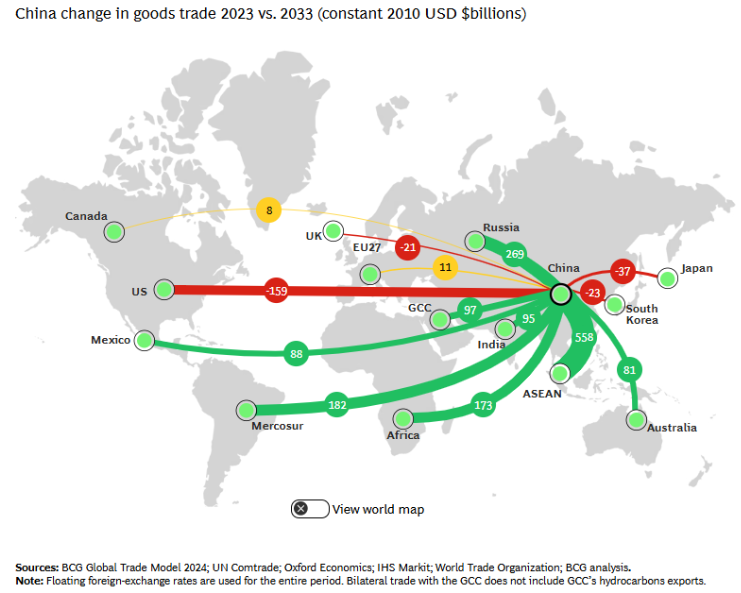 China change in goods trade 2023 vs. 2033 (constant 2010 USD $billions)
Canada
8
UK
EU27
-21
Russia
269
11
China
-37
Japan
US
-159
-23
South
Korea
GCC
97
95
India
Mexico
88
558
ASEAN
81
182
Mercosur
173
Africa
Australia
View world map
Sources: BCG Global Trade Model 2024; UN Comtrade; Oxford Economics; IHS Markit; World Trade Organization; BCG analysis.
Note: Floating foreign-exchange rates are used for the entire period. Bilateral trade with the GCC does not include GCC's hydrocarbons exports.